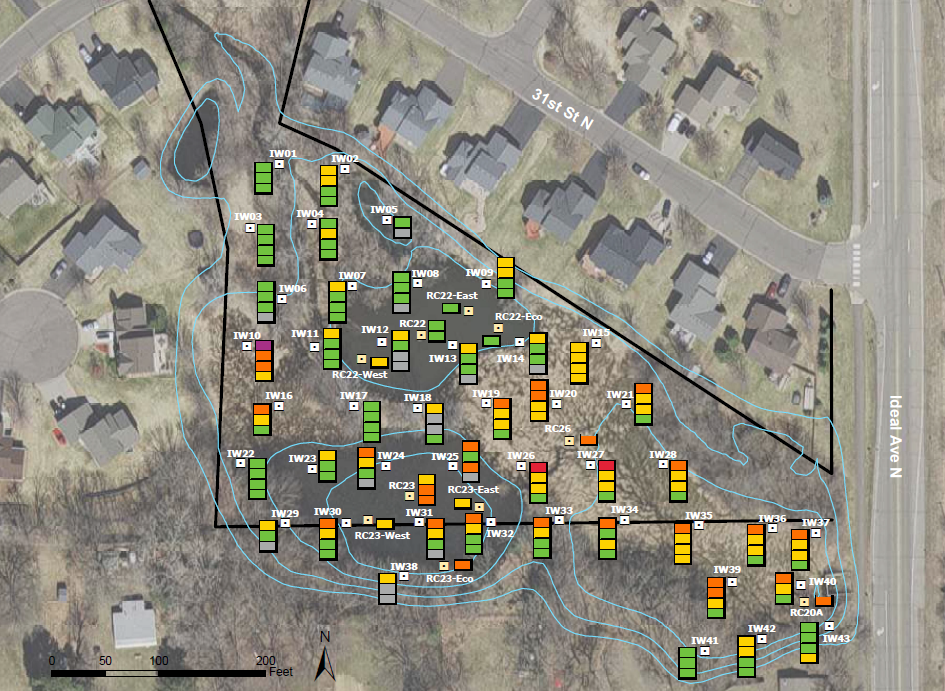 31st St N
IW01
IW02
IW03
IW04
IW05
IW06
IW07
IW08
IW09
RC22-East
RC22-Eco
IW10
IW11
IW12
RC22
IW13
IW14
IW15
RC22-West
IW16
IW17
IW18
IW19
IW20
IW21
RC26
Ideal Ave N
IW22
IW23
IW24
IW25
IW26
IW27
IW28
RC23
RC23-East
IW29
IW30
RC23-West
IW31
IW32
IW33
IW34
IW35
IW36
IW37
IW38
RC23-Eco
IW39
IW40
RC20A
IW41
IW42
IW43
N
0 50 100 200
Feet